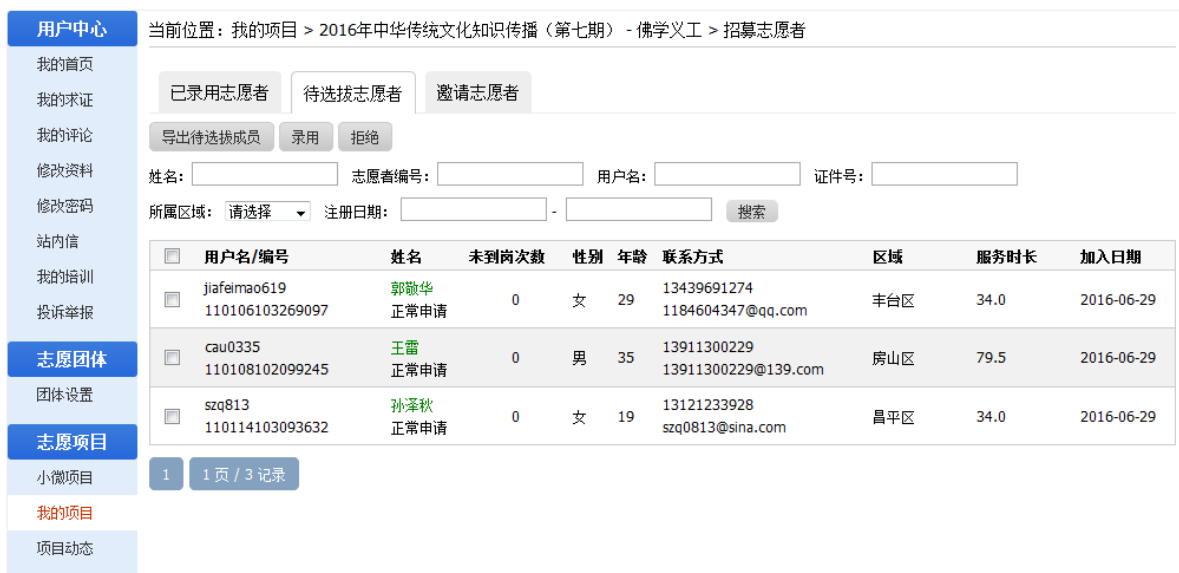 用户中心
我的首页
我的求证
我的评论
修改资料
修改密码
站内信
我的培训
投诉举报
志愿团体
团体设置
志愿项目
小微项目
我的项目
项目动态
当前位置：我的项目 > 2016年中华传统文化知识传播（第七期） - 佛学义工 > 招募志愿者
已录用志愿者 待选拔志愿者 邀请志愿者
导出待选拔成员 录用 拒绝
姓名： 志愿者编号： 用户名： 证件号：
所属区域： 请选择 注册日期： - 搜索
用户名/编号 姓名 未到岗次数 性别 年龄 联系方式 区域 服务时长 加入日期
jiafeimao619 郭敬华 13439691274
0 女 29 丰台区 34.0 2016-06-29
110106103269097 正常申请 1184604347@qq.com
cau0335 王雷 13911300229
0 男 35 房山区 79.5 2016-06-29
110108102099245 正常申请 13911300229@139.com
szq813 孙泽秋 13121233928
0 女 19 昌平区 34.0 2016-06-29
110114103093632 正常申请 szq0813@sina.com
1 1 页 / 3 记录